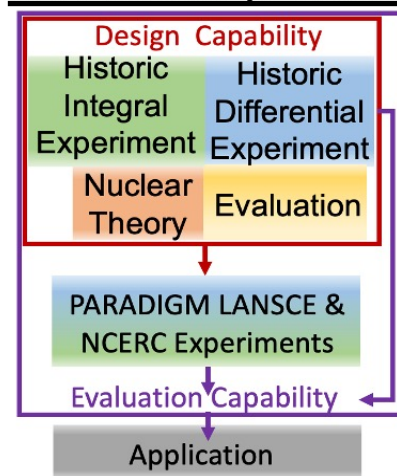 Design Capability
Historic
Integral
Experiment
Historic
Differential
Experiment
Nuclear
Theory
Evaluation
PARADIGM LANSCE &
NCERC Experiments
Evaluation Capability
Application